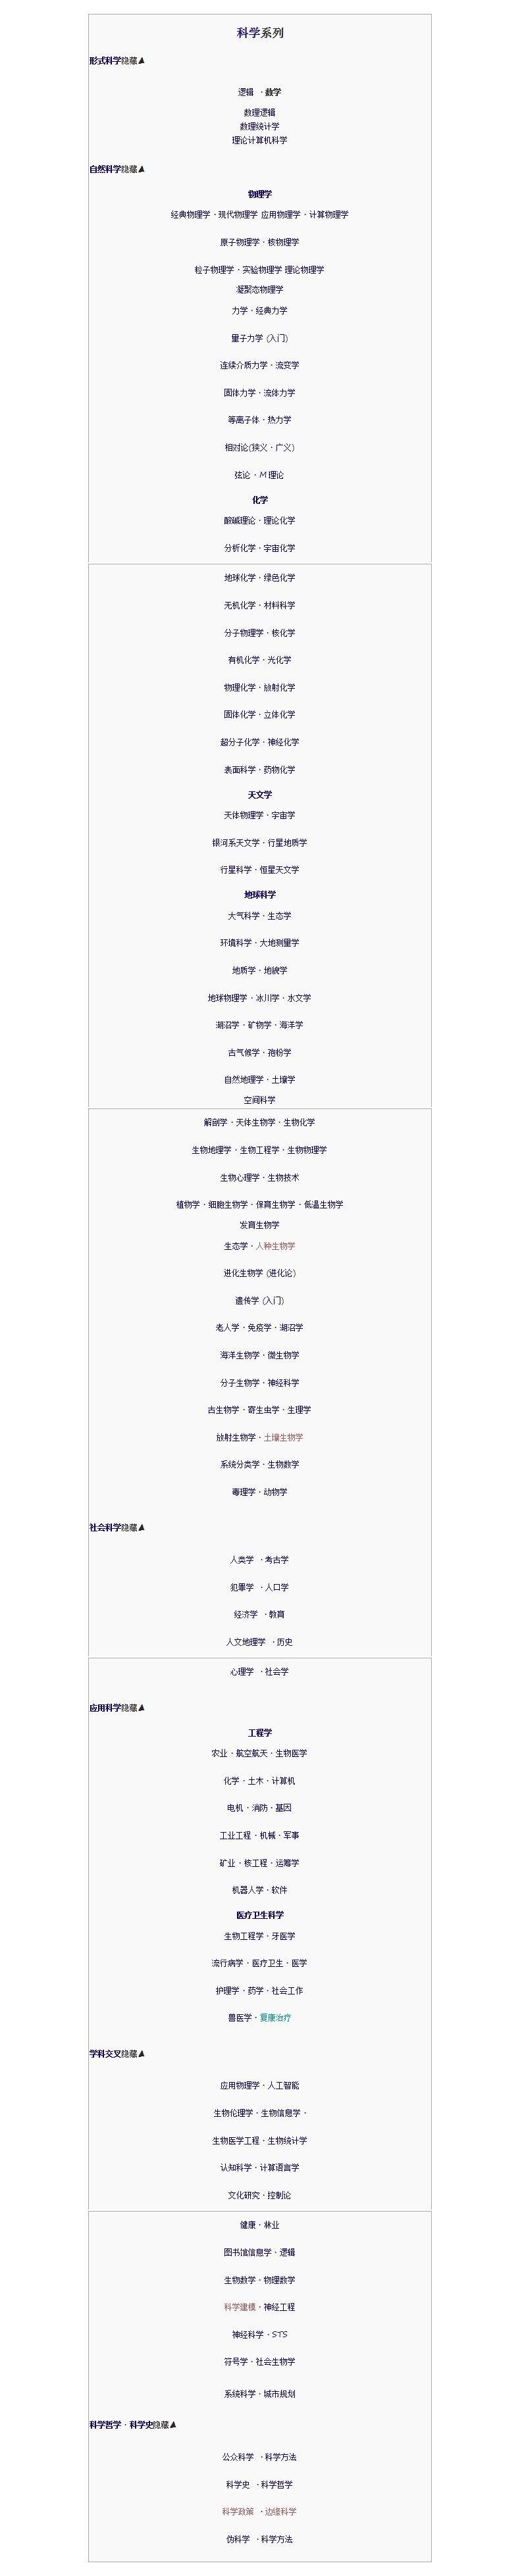 科学系列
形式科学隐藏▲
逻辑 ·数学
数理逻辑
数理统计学
理论计算机科学
自然科学隐藏▲
物理学
经典物理学·现代物理学 应用物理学·计算物理学
原子物理学·核物理学
粒子物理学·实验物理学 理论物理学
凝聚态物理学
力学·经典力学
量子力学 (入门)
连续介质力学·流变学
固体力学·流体力学
等离子体·热力学
相对论(狭义·广义)
弦论·M理论
化学
酸碱理论·理论化学
分析化学·宇宙化学
地球化学·绿色化学
无机化学·材料科学
分子物理学·核化学
有机化学·光化学
物理化学·放射化学
固体化学·立体化学
超分子化学·神经化学
表面科学·药物化学
天文学
天体物理学·宇宙学
银河系天文学·行星地质学
行星科学·恒星天文学
地球科学
大气科学·生态学
环境科学·大地测量学
地质学·地貌学
地球物理学·冰川学·水文学
湖沼学·矿物学·海洋学
古气候学·孢粉学
自然地理学·土壤学
空间科学
解剖学·天体生物学·生物化学
生物地理学·生物工程学·生物物理学
生物心理学·生物技术
植物学·细胞生物学·保育生物学·低温生物学
发育生物学
生态学·人种生物学
进化生物学 (进化论)
遗传学 (入门)
老人学·免疫学·湖沼学
海洋生物学·微生物学
分子生物学·神经科学
古生物学·寄生虫学·生理学
放射生物学·土壤生物学
系统分类学·生物数学
毒理学·动物学
社会科学隐藏▲
人类学 ·考古学
犯罪学 ·人口学
经济学 ·教育
人文地理学 ·历史
心理学 ·社会学
应用科学隐藏▲
工程学
农业·航空航天·生物医学
化学·土木·计算机
电机·消防·基因
工业工程·机械·军事
矿业·核工程·运筹学
机器人学·软件
医疗卫生科学
生物工程学·牙医学
流行病学·医疗卫生·医学
护理学·药学·社会工作
兽医学·复康治疗
学科交叉隐藏▲
应用物理学·人工智能
生物伦理学·生物信息学·
生物医学工程·生物统计学
认知科学·计算语言学
文化研究·控制论
健康·林业
图书馆信息学·逻辑
生物数学·物理数学
科学建模·神经工程
神经科学·STS
符号学·社会生物学
系统科学·城市规划
科学哲学·科学史隐藏▲
公众科学 ·科学方法
科学史 ·科学哲学
科学政策 ·边缘科学
伪科学 ·科学方法